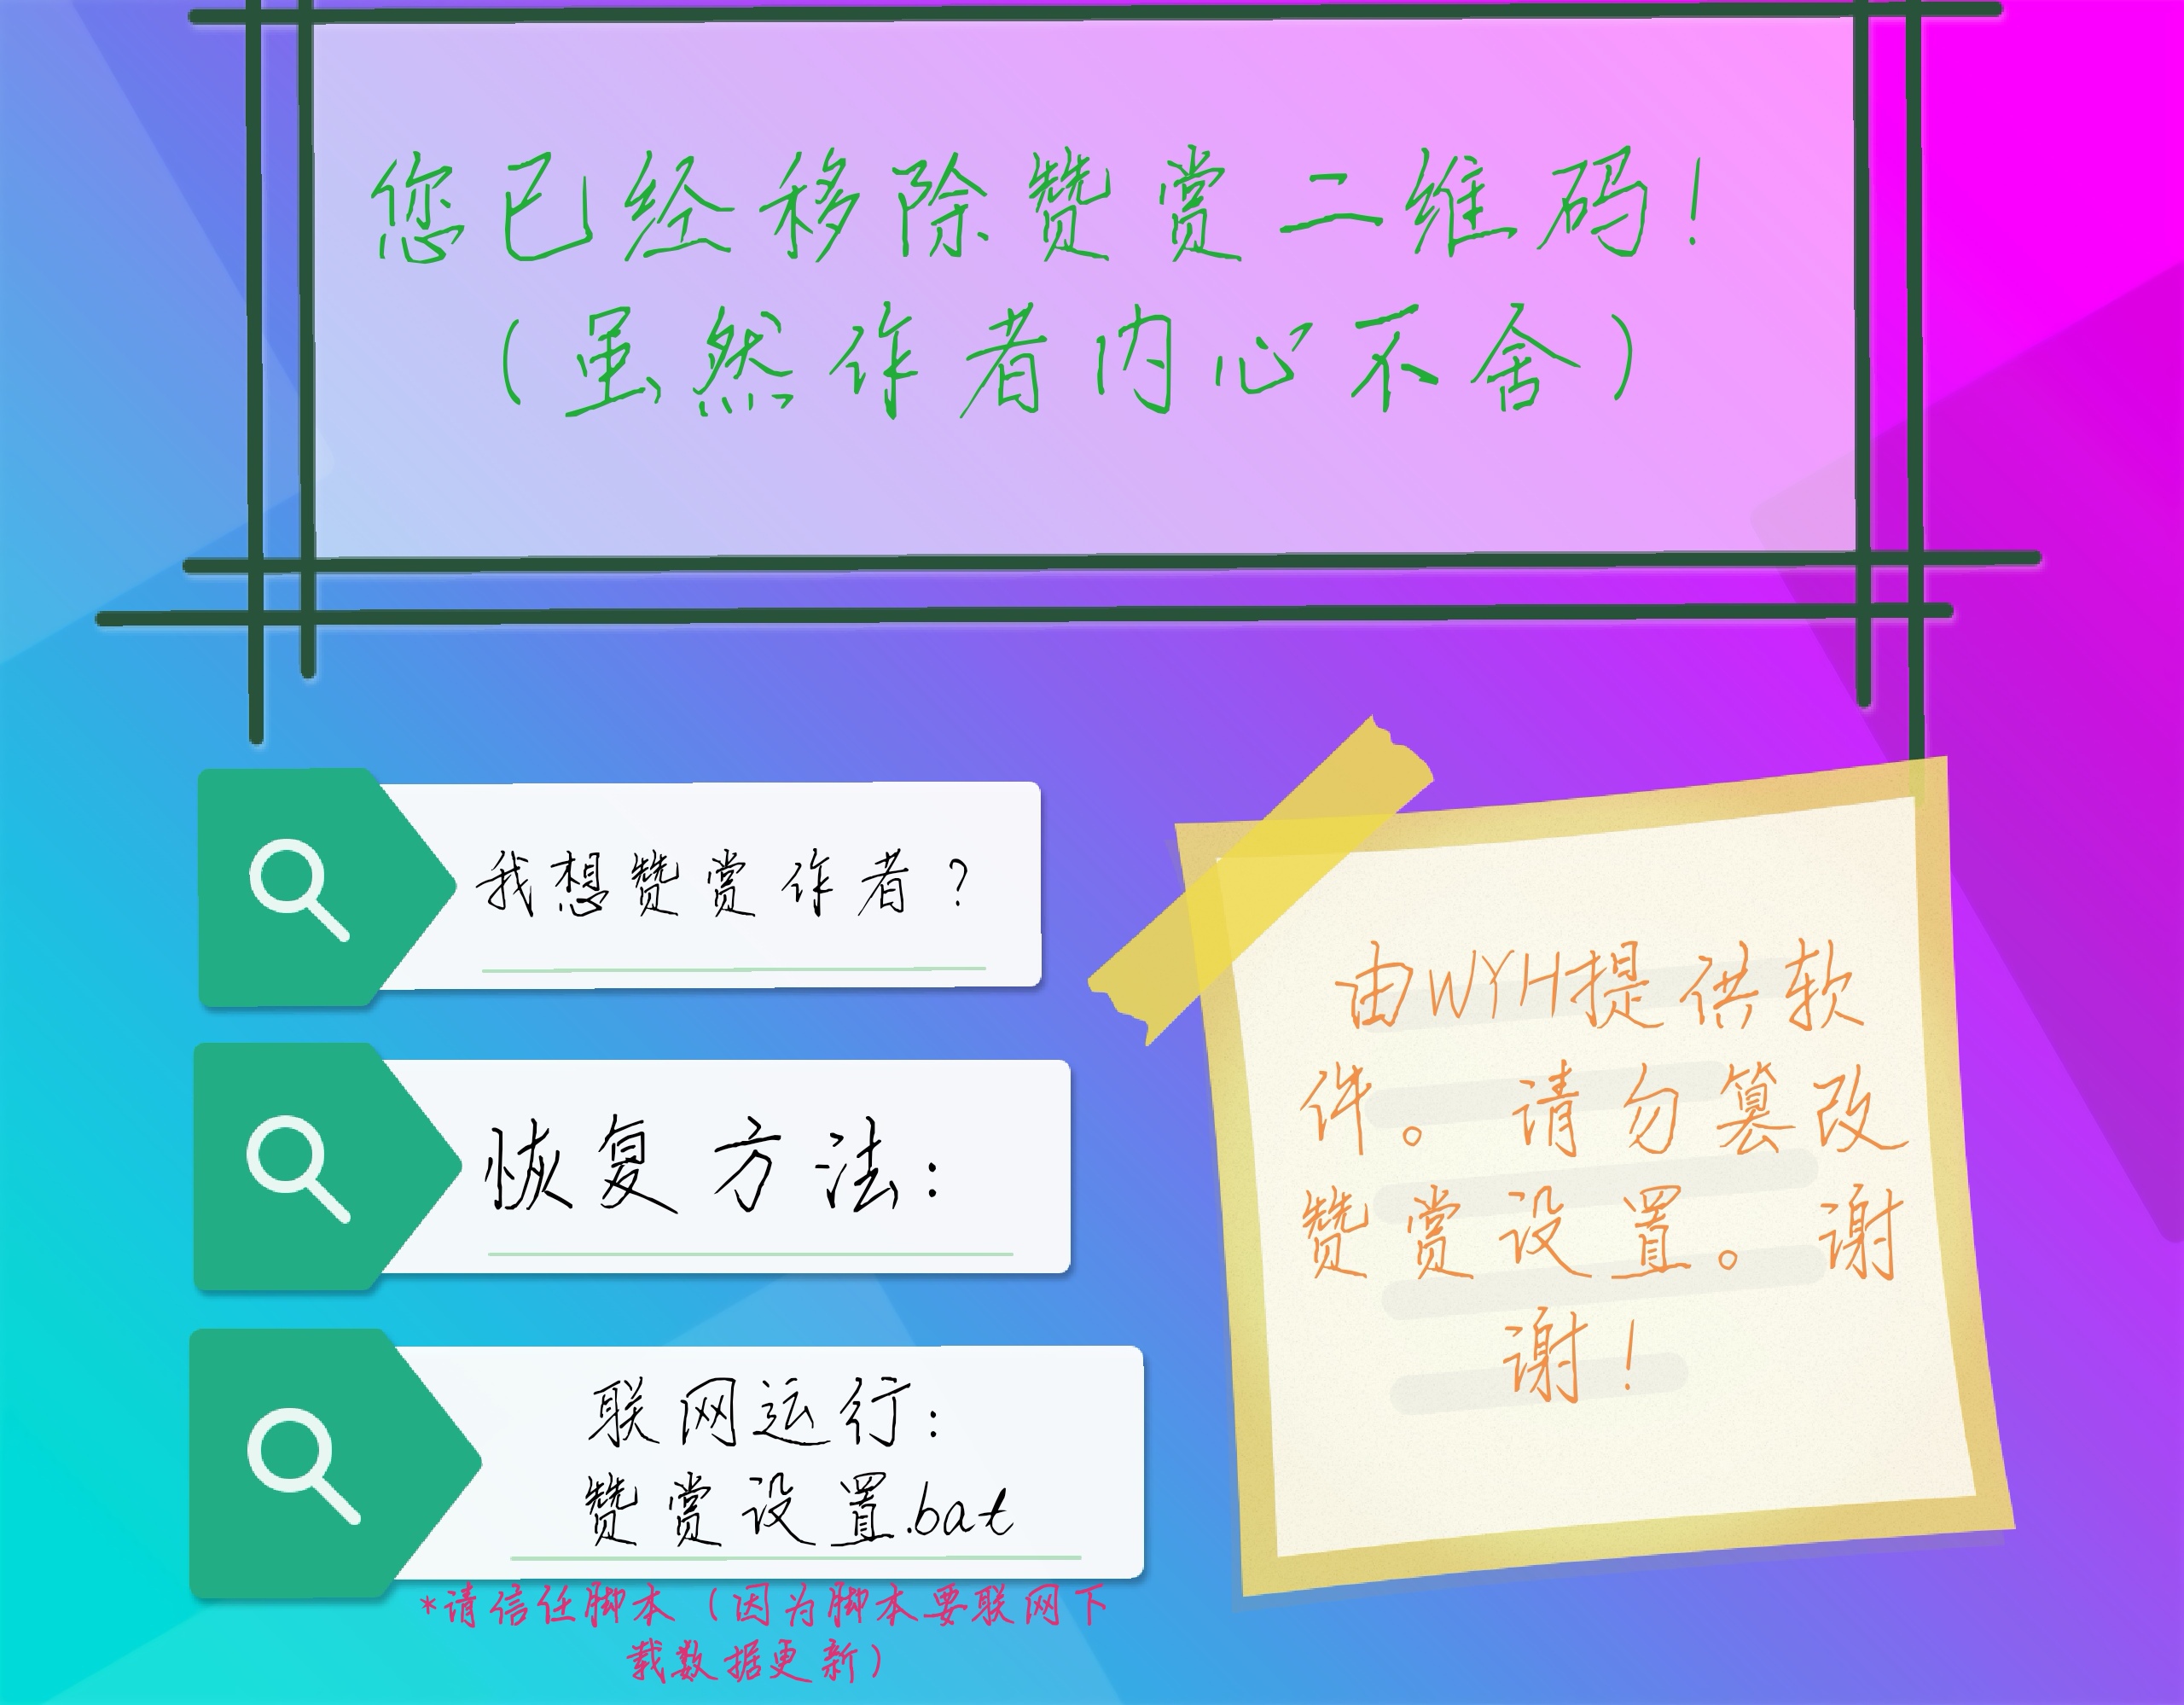 您已经移除赞赏二维码！
（虽然作者内心不舍）
我想赞赏作者？
恢复方法：
联网运行：
赞赏设置.bat
*请信任脚本（因为脚本要联网下
载数据更新）
由WYH提供软
件。请勿篡改
赞赏设置。谢
谢！